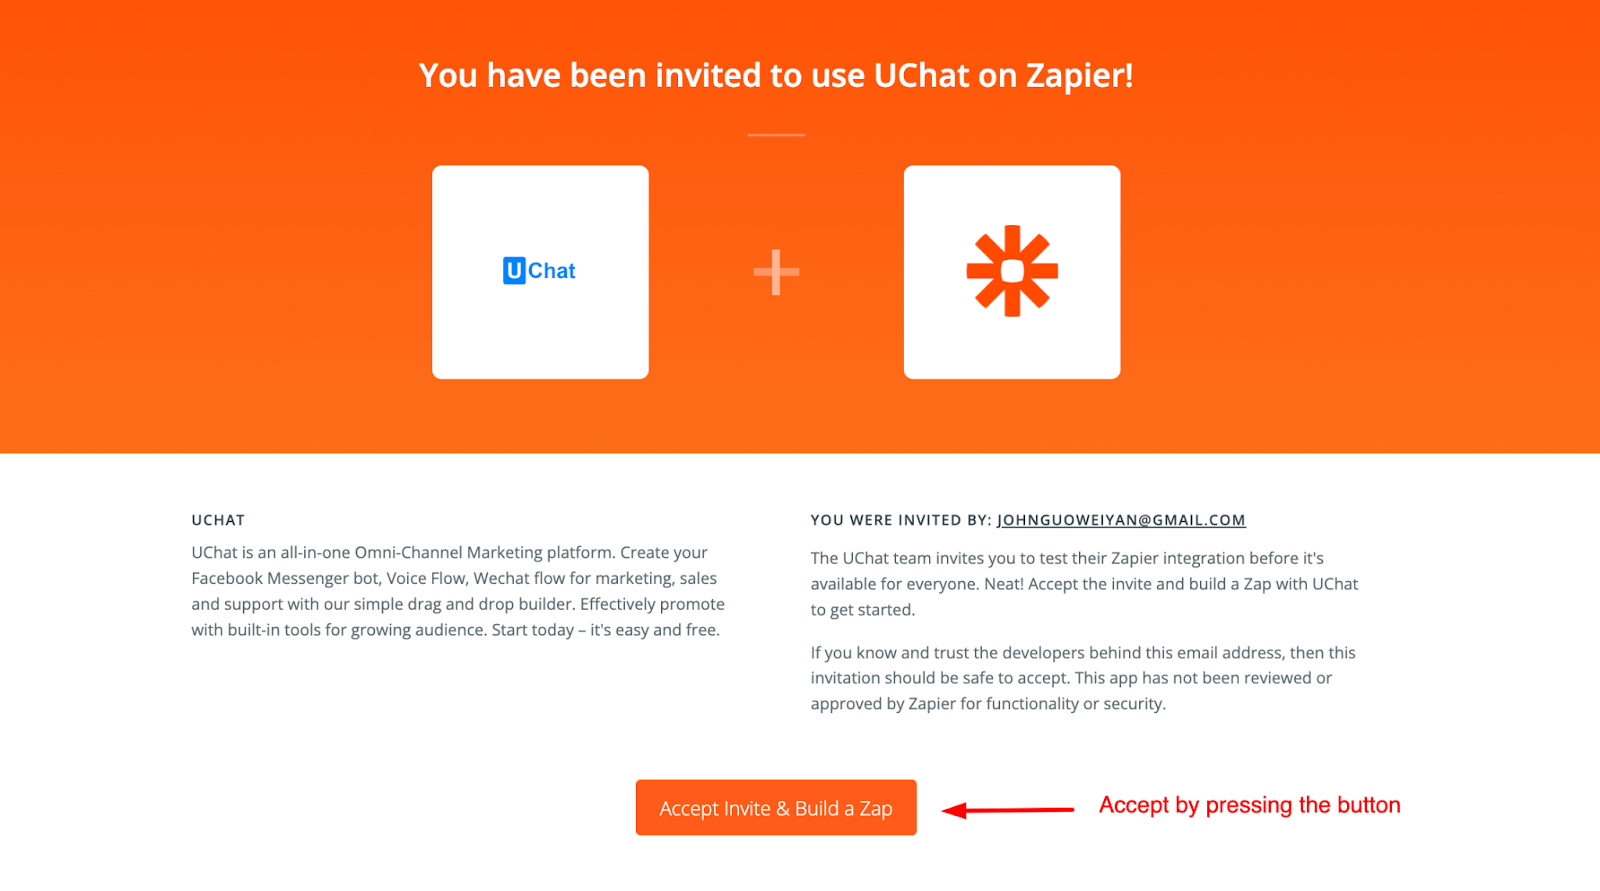 You have been invited to use UChat on Zapier!
UChat
UCHAT
UChat is an all-in-one Omni-Channel Marketing platform. Create your
Facebook Messenger bot, Voice Flow, Wechat flow for marketing, sales
and support with our simple drag and drop builder. Effectively promote
with built-in tools for growing audience. Start today – it's easy and free.
YOU WERE INVITED BY: JOHNGUOWEIYAN@GMAIL.COM
The UChat team invites you to test their Zapier integration before it's
available for everyone. Neat! Accept the invite and build a Zap with UChat
to get started.
If you know and trust the developers behind this email address, then this
invitation should be safe to accept. This app has not been reviewed or
approved by Zapier for functionality or security.
Accept Invite & Build a Zap
Accept by pressing the button